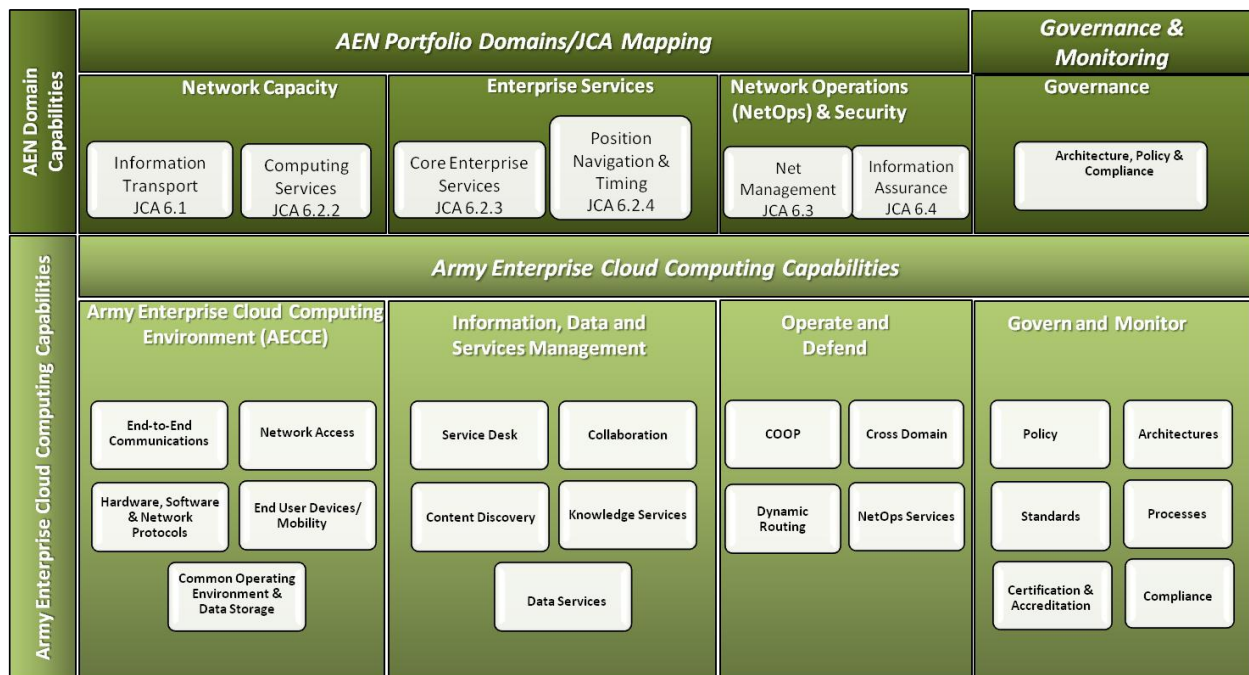 AEN Domain
Capabilities
AEN Portfolio Domains/JCA Mapping
Governance &
Monitoring
Network Capacity
Information
Transport
JCA 6.1
Computing
Services
JCA 6.2.2
Enterprise Services
Core Enterprise
Services
JCA 6.2.3
Position
Navigation &
Timing
JCA 6.2.4
Network Operations
(NetOps) & Security
Net
Management
JCA 6.3
Information
Assurance
JCA 6.4
Governance
Architecture, Policy &
Compliance
Army Enterprise Cloud Computing Capabilities
Army Enterprise Cloud Computing Capabilities
Army Enterprise Cloud Computing
Environment (AECCE)
End-to-End
Communications
Network Access
Hardware, Software
& Network
Protocols
End User Devices/
Mobility
Common Operating
Environment &
Data Storage
Information, Data and
Services Management
Service Desk
Collaboration
Content Discovery
Knowledge Services
Data Services
Operate and
Defend
COOP
Cross Domain
Dynamic
Routing
NetOps Services
Govern and Monitor
Policy
Architectures
Standards
Processes
Certification &
Accreditation
Compliance